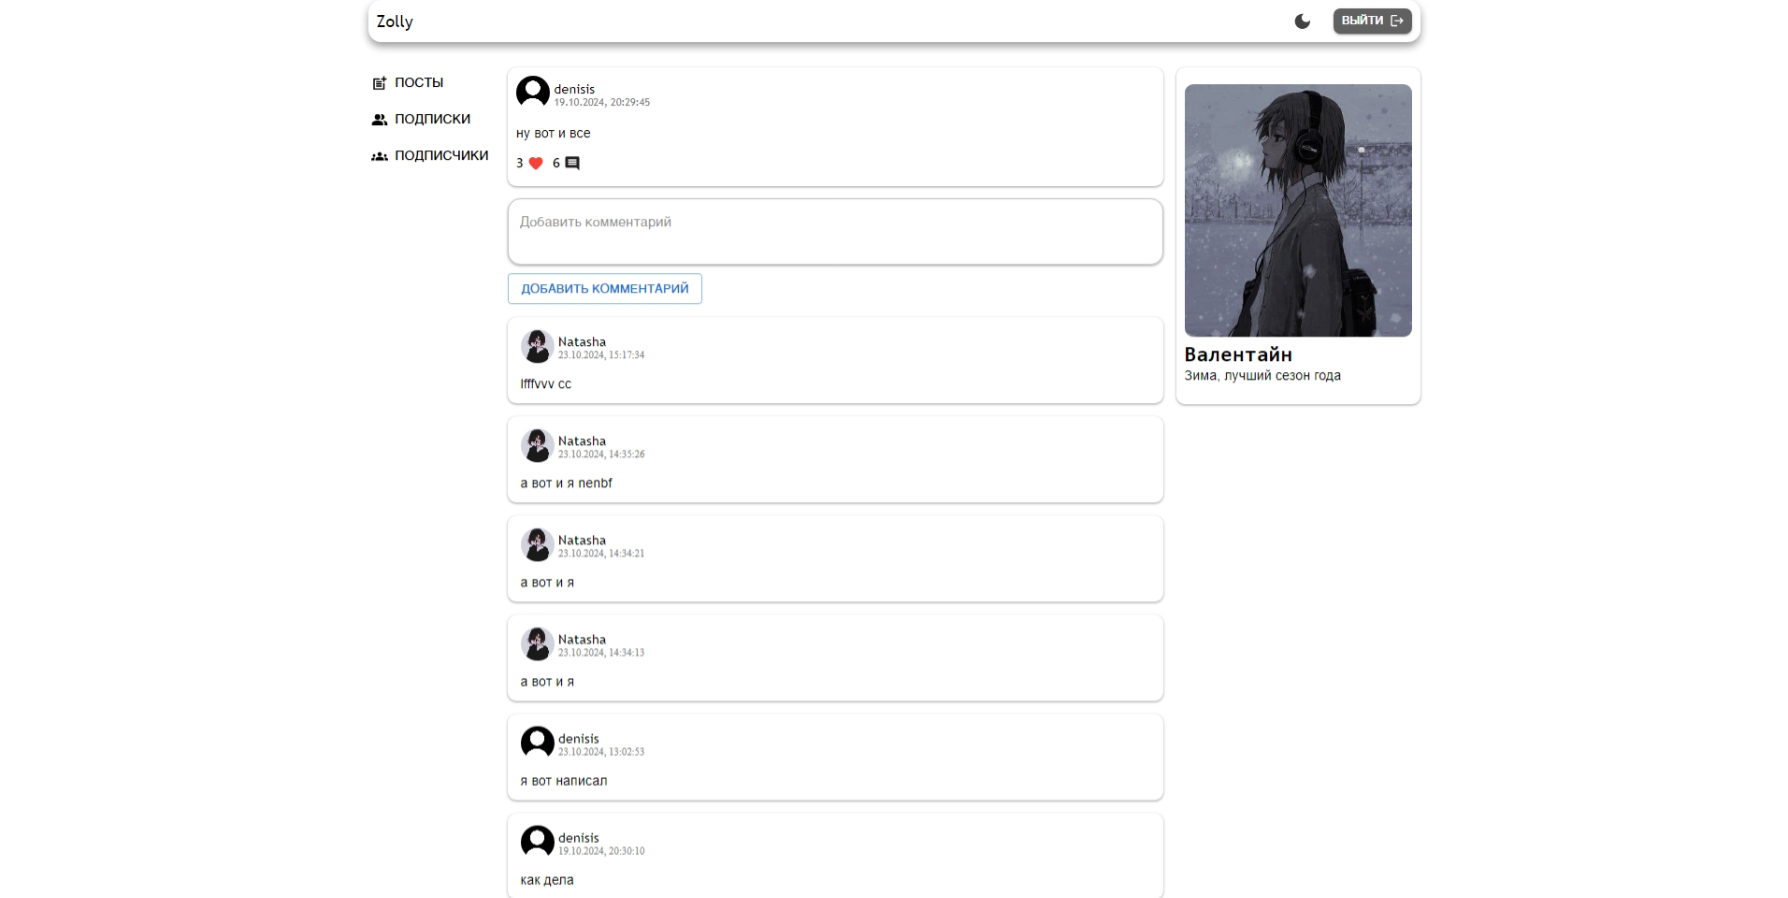 Zolly
ВЫЙТИ
ПОСТЫ
ПОДПИСКИ
ПОДПИСЧИКИ
denisis
19.10.2024, 20:29:45
ну вот и все
3 6
Добавить комментарий
ДОБАВИТЬ КОММЕНТАРИЙ
Natasha
23.10.2024, 15:17:34
lfffvvv cc
Natasha
23.10.2024, 14:35:26
а вот и я nenbf
Natasha
23.10.2024, 14:34:21
а вот и я
Natasha
23.10.2024, 14:34:13
а вот и я
denisis
23.10.2024, 13:02:53
я вот написал
denisis
19.10.2024, 20:30:10
как дела
Валентайн
Зима, лучший сезон года